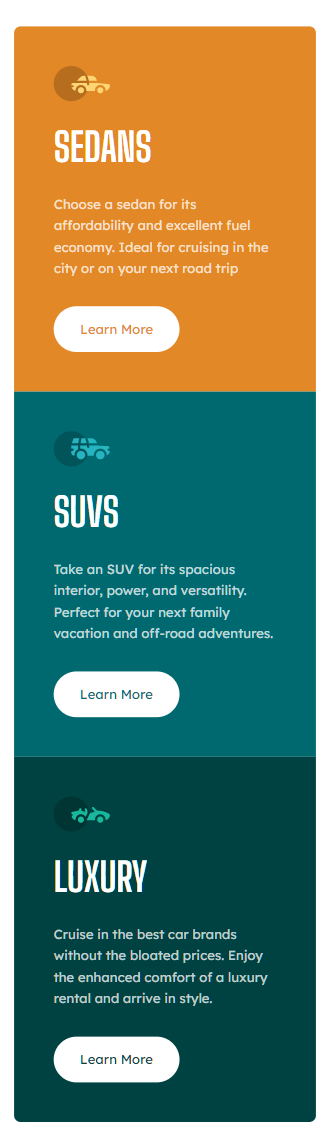 SEDANS
Choose a sedan for its
affordability and excellent fuel
economy. Ideal for cruising in the
city or on your next road trip
Learn More
SUVS
Take an SUV for its spacious
interior, power, and versatility.
Perfect for your next family
vacation and off-road adventures.
Learn More
LUXURY
Cruise in the best car brands
without the bloated prices. Enjoy
the enhanced comfort of a luxury
rental and arrive in style.
Learn More